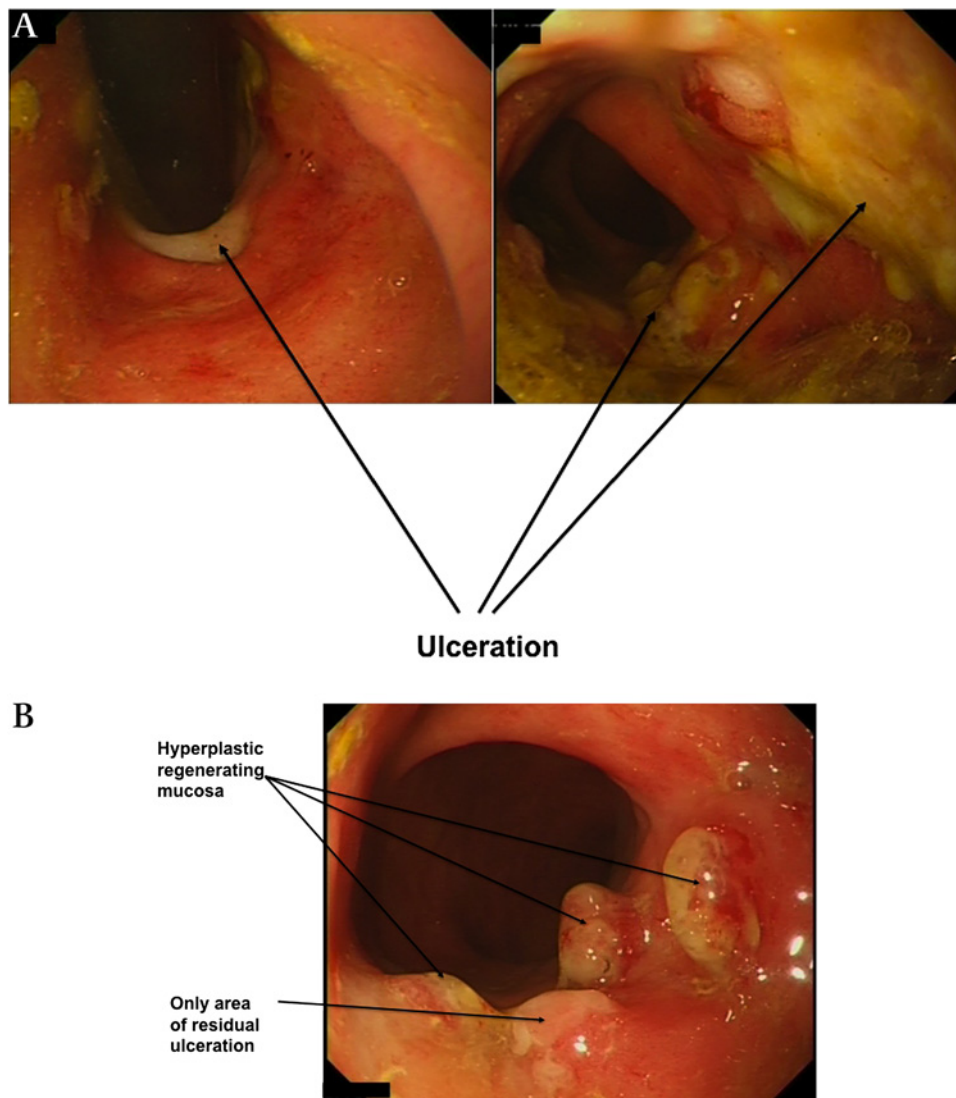 A
Ulceration
B
Hyperplastic
regenerating
mucosa
Only area
of residual
ulceration